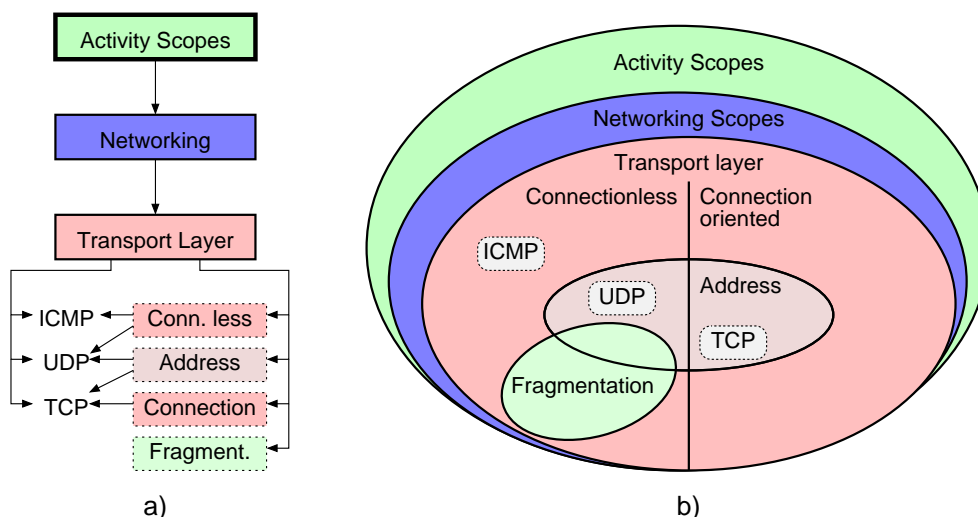 Activity Scopes
Networking
Transport Layer
ICMP
Conn. less
UDP
Address
TCP
Connection
Fragment.
a)
Activity Scopes
Networking Scopes
Transport layer
Connectionless
Connection
oriented
ICMP
UDP
Address
TCP
Fragmentation
b)